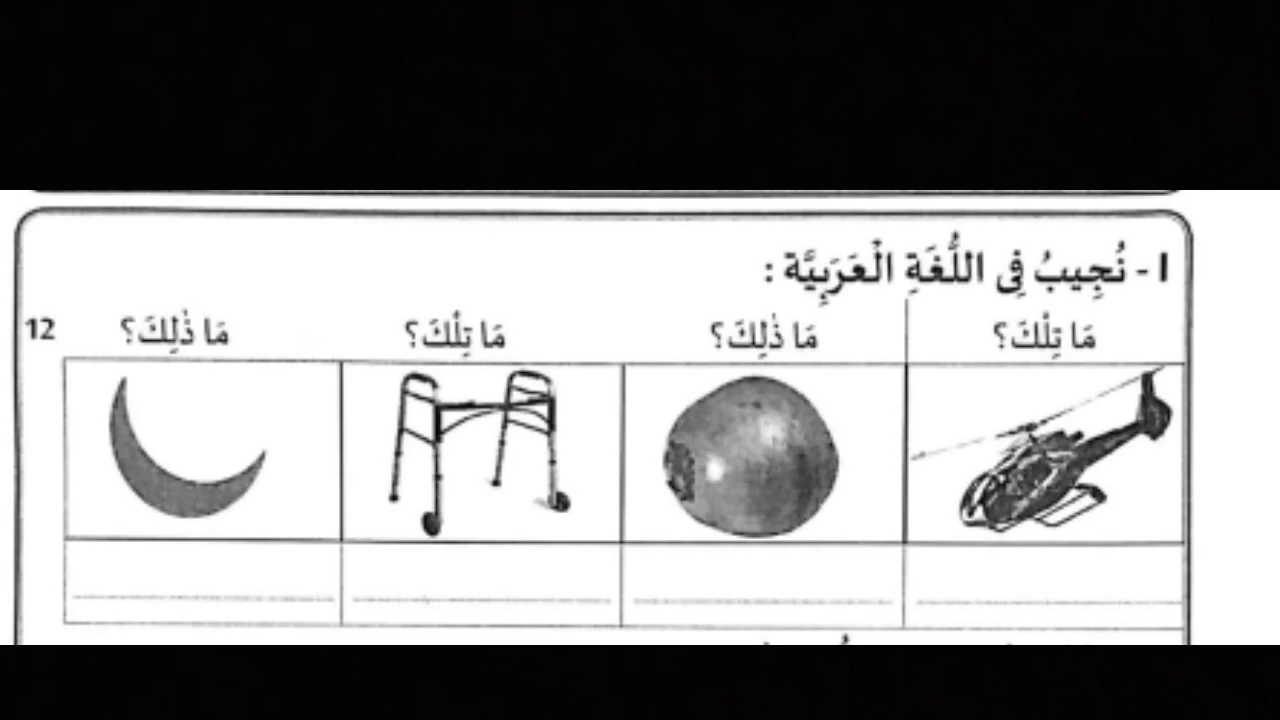 ١ - نُجِيبُ فِى اللُّغَةِ الْعَرَبِيَّة :
مَا تِلْكَ؟ مَا ذٰلِكَ؟ مَا تِلْكَ؟ مَا ذٰلِكَ؟ 12